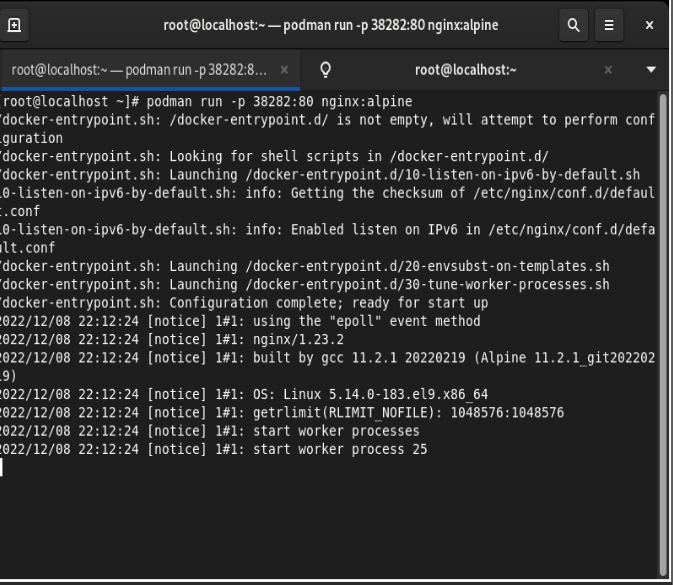 root@localhost:~ — podman run -p 38282:80 nginx:alpine
root@localhost:~ — podman run -p 38282:8...
root@localhost:~
[root@localhost ~]# podman run -p 38282:80 nginx:alpine
/docker-entrypoint.sh: /docker-entrypoint.d/ is not empty, will attempt to perform conf
iguration
/docker-entrypoint.sh: Looking for shell scripts in /docker-entrypoint.d/
/docker-entrypoint.sh: Launching /docker-entrypoint.d/10-listen-on-ipv6-by-default.sh
10-listen-on-ipv6-by-default.sh: info: Getting the checksum of /etc/nginx/conf.d/defaul
t.conf
10-listen-on-ipv6-by-default.sh: info: Enabled listen on IPv6 in /etc/nginx/conf.d/defa
ult.conf
/docker-entrypoint.sh: Launching /docker-entrypoint.d/20-envsubst-on-templates.sh
/docker-entrypoint.sh: Launching /docker-entrypoint.d/30-tune-worker-processes.sh
/docker-entrypoint.sh: Configuration complete; ready for start up
2022/12/08 22:12:24 [notice] 1#1: using the "epoll" event method
2022/12/08 22:12:24 [notice] 1#1: nginx/1.23.2
2022/12/08 22:12:24 [notice] 1#1: built by gcc 11.2.1 20220219 (Alpine 11.2.1_git202202
19)
2022/12/08 22:12:24 [notice] 1#1: OS: Linux 5.14.0-183.el9.x86_64
2022/12/08 22:12:24 [notice] 1#1: getrlimit(RLIMIT_NOFILE): 1048576:1048576
2022/12/08 22:12:24 [notice] 1#1: start worker processes
2022/12/08 22:12:24 [notice] 1#1: start worker process 25